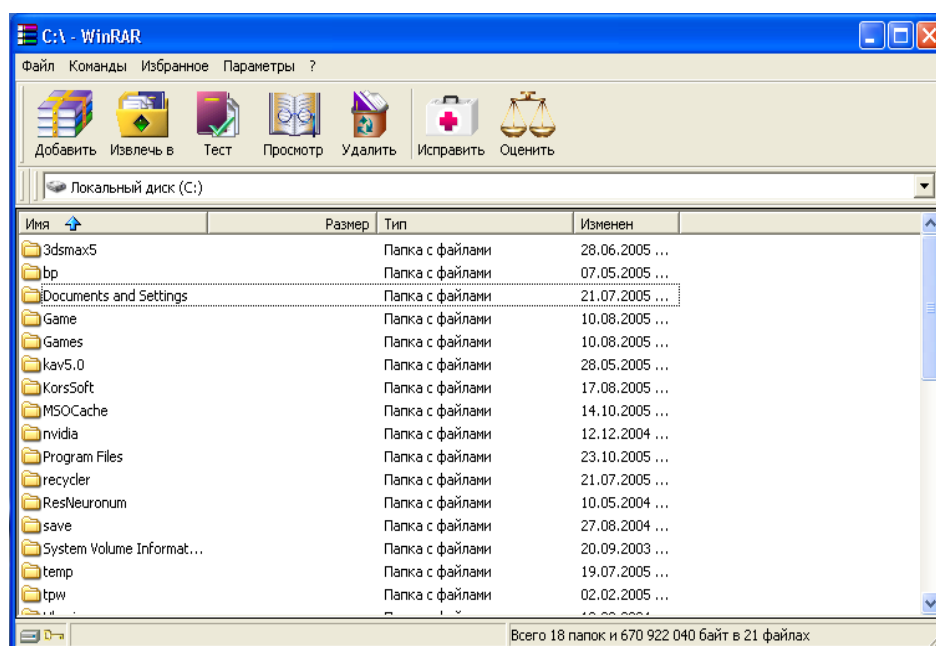 C:\ - WinRAR
Файл Команды Избранное Параметры ?
Добавить Извлечь в Тест Просмотр Удалить Исправить Оценить
Локальный диск (C:)
Имя Размер Тип Изменен
3dsmax5 Папка с файлами 28.06.2005 ...
bp Папка с файлами 07.05.2005 ...
Documents and Settings Папка с файлами 21.07.2005 ...
Game Папка с файлами 10.08.2005 ...
Games Папка с файлами 10.08.2005 ...
kav5.0 Папка с файлами 28.05.2005 ...
KorsSoft Папка с файлами 17.08.2005 ...
MSOCache Папка с файлами 14.10.2005 ...
nvidia Папка с файлами 12.12.2004 ...
Program Files Папка с файлами 23.10.2005 ...
recycler Папка с файлами 21.07.2005 ...
ResNeuronum Папка с файлами 10.05.2004 ...
save Папка с файлами 27.08.2004 ...
System Volume Informat... Папка с файлами 20.09.2003 ...
temp Папка с файлами 19.07.2005 ...
tpw Папка с файлами 02.02.2005 ...
Всего 18 папок и 670 922 040 байт в 21 файлах